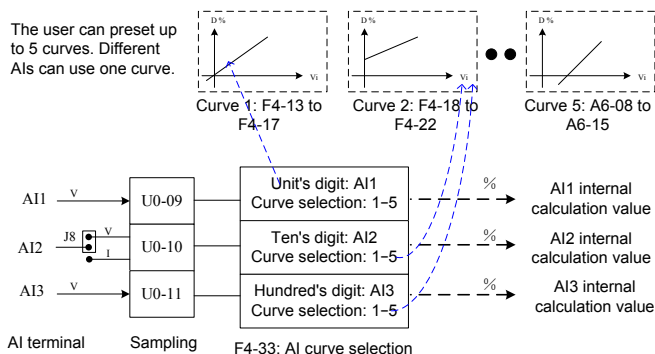 The user can preset up
to 5 curves. Different
AIs can use one curve.
D %
Vi
Curve 1: F4-13 to
F4-17
D %
Vi
Curve 2: F4-18 to
F4-22
D %
Vi
Curve 5: A6-08 to
A6-15
AI1
V
U0-09
Unit's digit: AI1
Curve selection: 1–5
%
AI1 internal
calculation value
AI2
J8
V
I
U0-10
Ten's digit: AI2
Curve selection: 1–5
%
AI2 internal
calculation value
AI3
V
U0-11
Hundred's digit: AI3
Curve selection: 1–5
%
AI3 internal
calculation value
AI terminal
Sampling
F4-33: AI curve selection